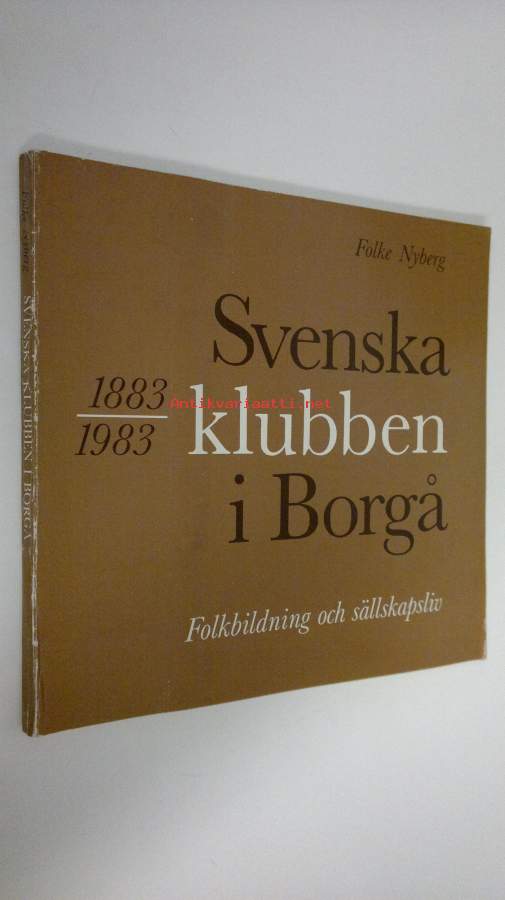 Folke Nyberg
Svenska
1883
klubben
1983
i Borgå
Folkbildning och sällskapsliv
Folke Nyberg SVENSKA KLUBBEN I BORGÅ
Antikvariaatti.net